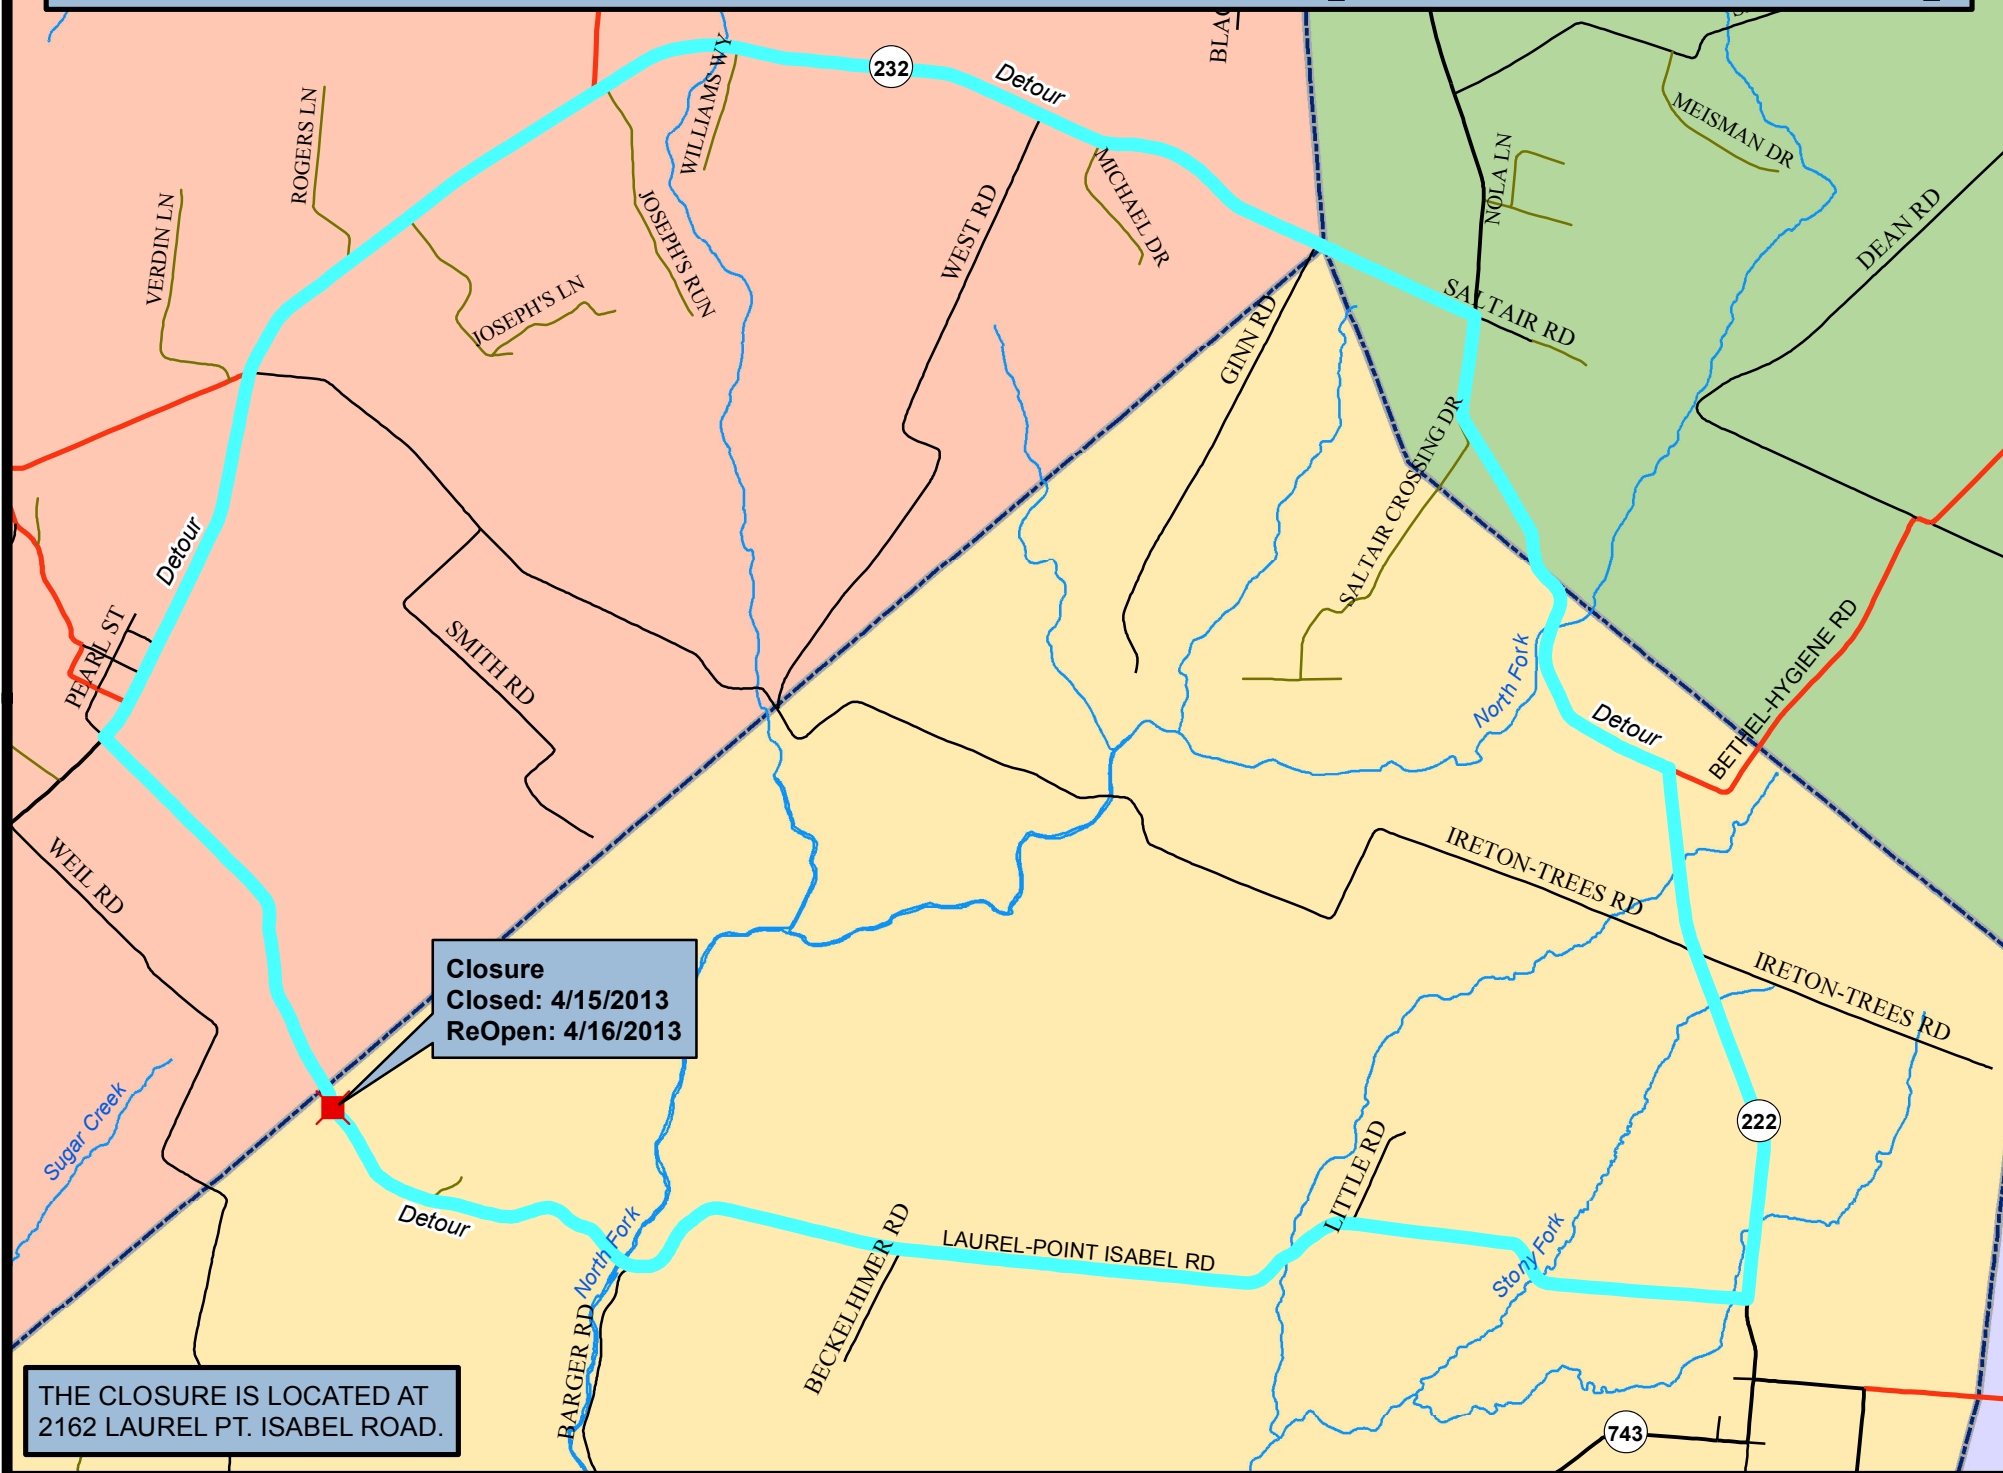 BLAC
232
Detour
WILLIAMS WY
ROGERS LN
MEISMAN DR
NOLA LN
MICHAEL DR
VERDIN LN
JOSEPH'S RUN
WEST RD
DEAN RD
JOSEPH'S LN
GINN RD
SALTAIR RD
SALTAIR CROSSING DR
Detour
PEARL ST
SMITH RD
North Fork
BETHEL-HYGIENE RD
Detour
IRETON-TREES RD
WEIL RD
IRETON-TREES RD
Closure
Closed: 4/15/2013
ReOpen: 4/16/2013
Sugar Creek
222
LITTLE RD
Detour
North Fork
BECKELHIMER RD
LAUREL-POINT ISABEL RD
Stony Fork
BARGER RD
THE CLOSURE IS LOCATED AT
2162 LAUREL PT. ISABEL ROAD.
743